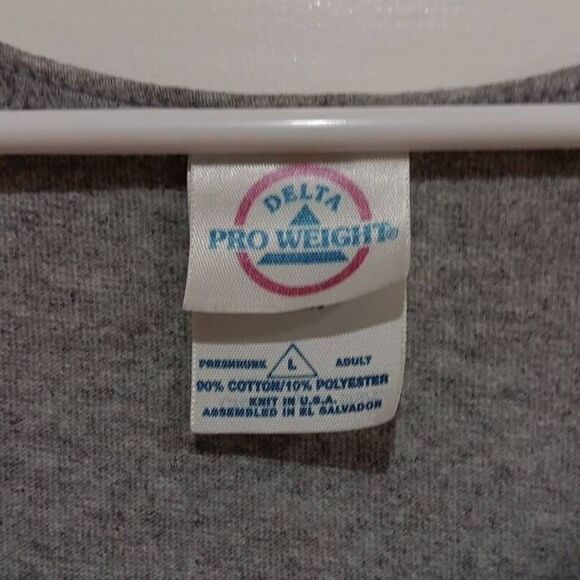 DELTA
PRO WEIGHT®
PRESHRUNK L ADULT
90% COTTON/10% POLYESTER
KNIT IN U.S.A.
ASSEMBLED IN EL SALVADOR